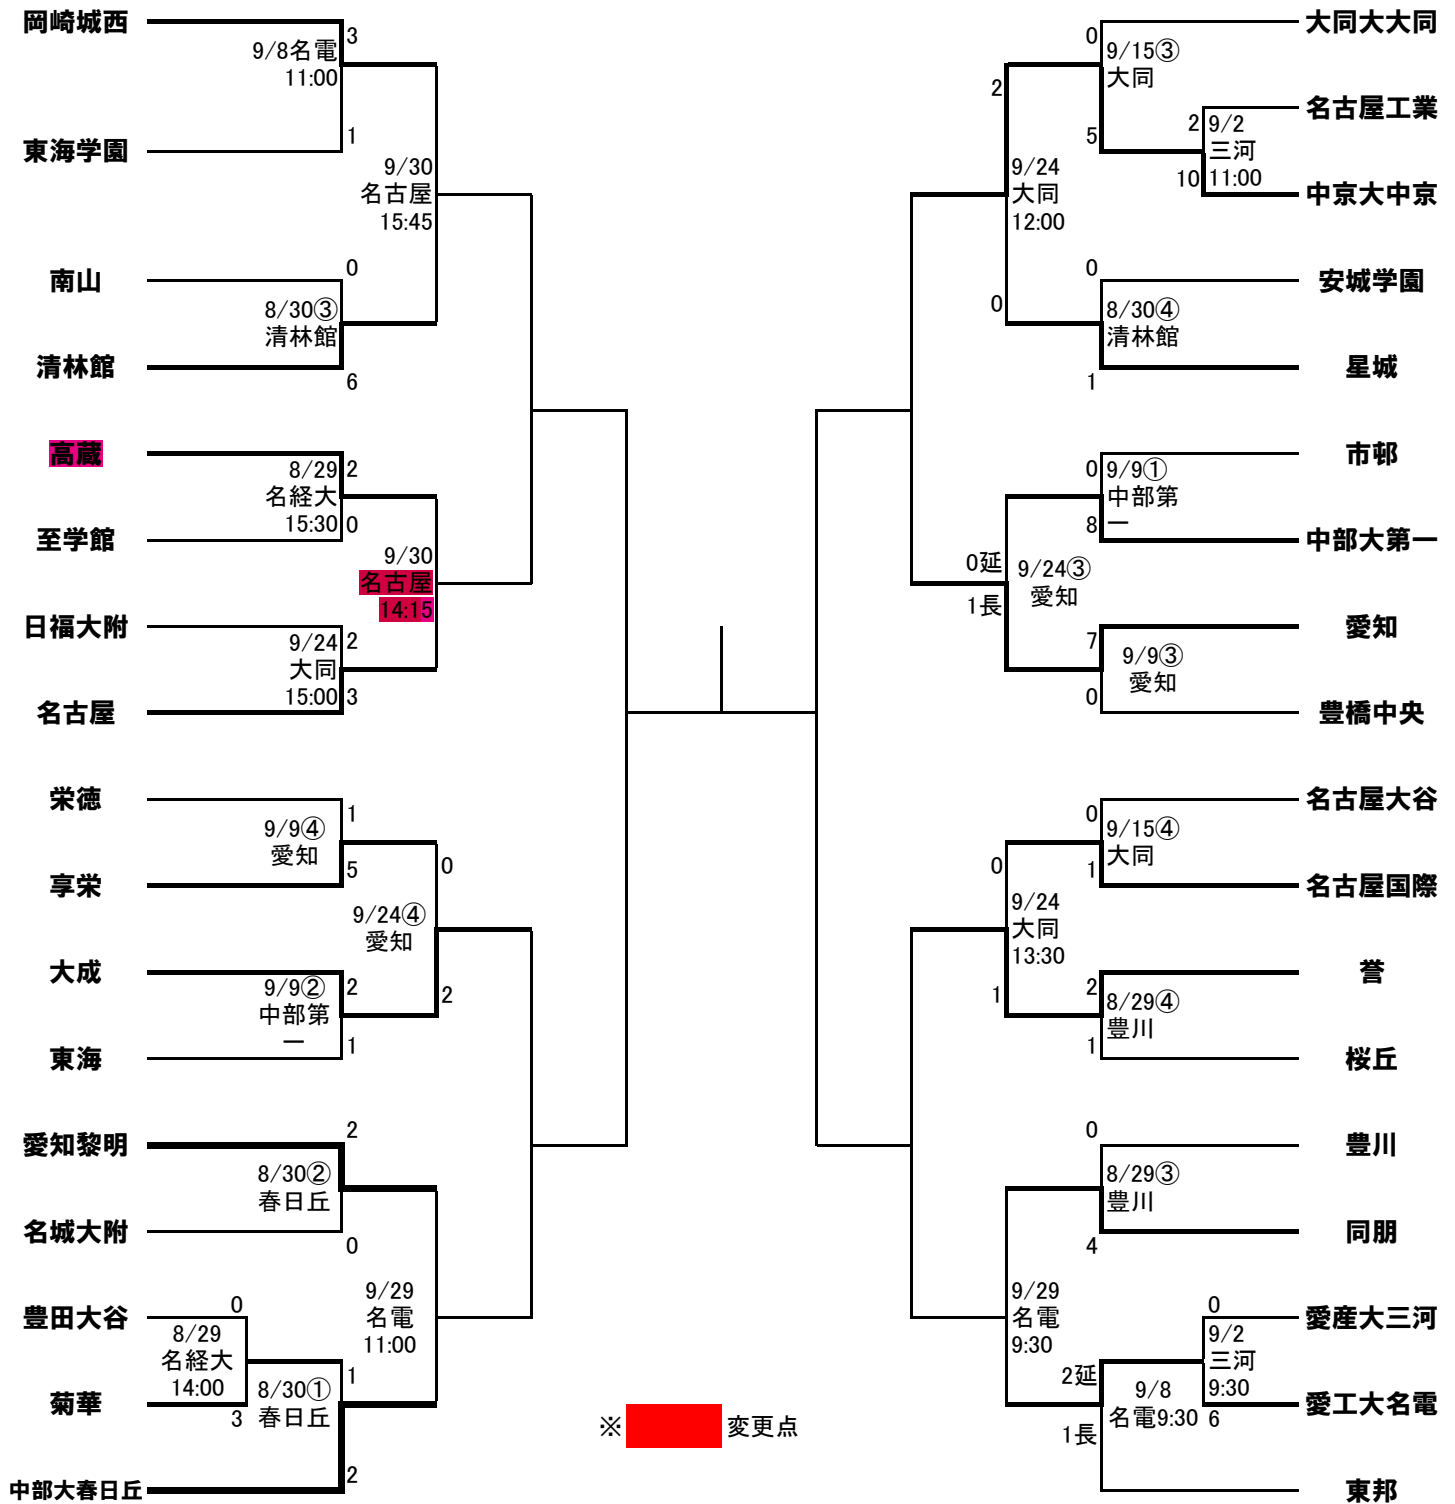 岡崎城西
3
9/8名電
11:00
東海学園
1
9/30
名古屋
15:45
南山
0
8/30③
清林館
清林館
6
高蔵
8/29
名経大
15:30
2
0
至学館
9/30
名古屋
14:15
日福大附
9/24
大同
15:00
2
3
名古屋
栄徳
1
9/9④
愛知
5
享栄
0
9/24④
愛知
大成
9/9②
中部第
一
2
1
2
東海
愛知黎明
2
8/30②
春日丘
名城大附
0
9/29
名電
11:00
豊田大谷
0
8/29
名経大
14:00
菊華
3
8/30①
春日丘
1
2
中部大春日丘
※
変更点
大同大大同
0
9/15③
大同
2
5
名古屋工業
2
9/2
三河
11:00
10
中京大中京
9/24
大同
12:00
安城学園
0
8/30④
清林館
0
1
星城
市邨
0
9/9①
中部第
一
8
中部大第一
0延
1長
9/24③
愛知
愛知
7
9/9③
愛知
0
豊橋中央
名古屋大谷
0
9/15④
大同
1
名古屋国際
0
9/24
大同
13:30
1
誉
2
8/29④
豊川
1
桜丘
豊川
0
8/29③
豊川
4
同朋
9/29
名電
9:30
愛産大三河
0
9/2
三河
9:30
6
愛工大名電
2延
9/8
名電9:30
1長
東邦